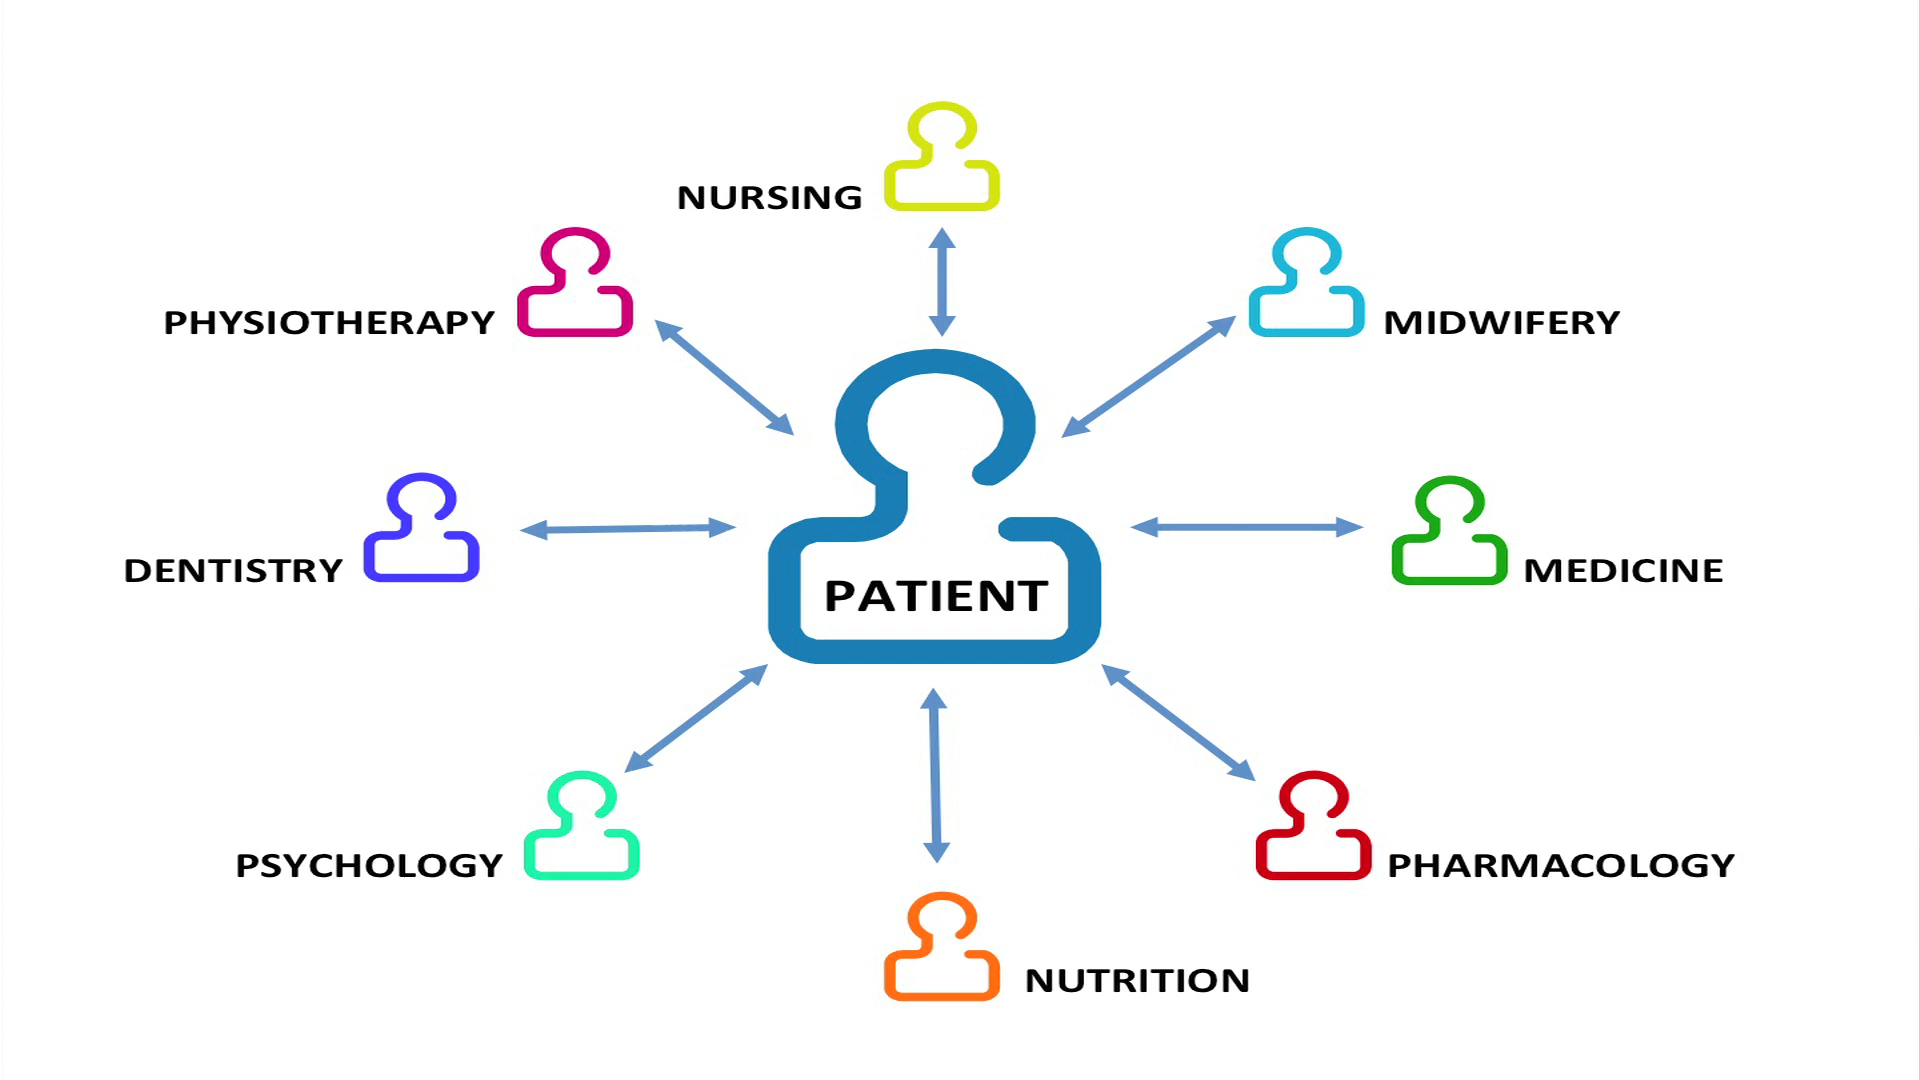 NURSING
PHYSIOTHERAPY
MIDWIFERY
DENTISTRY
MEDICINE
PATIENT
PSYCHOLOGY
PHARMACOLOGY
NUTRITION